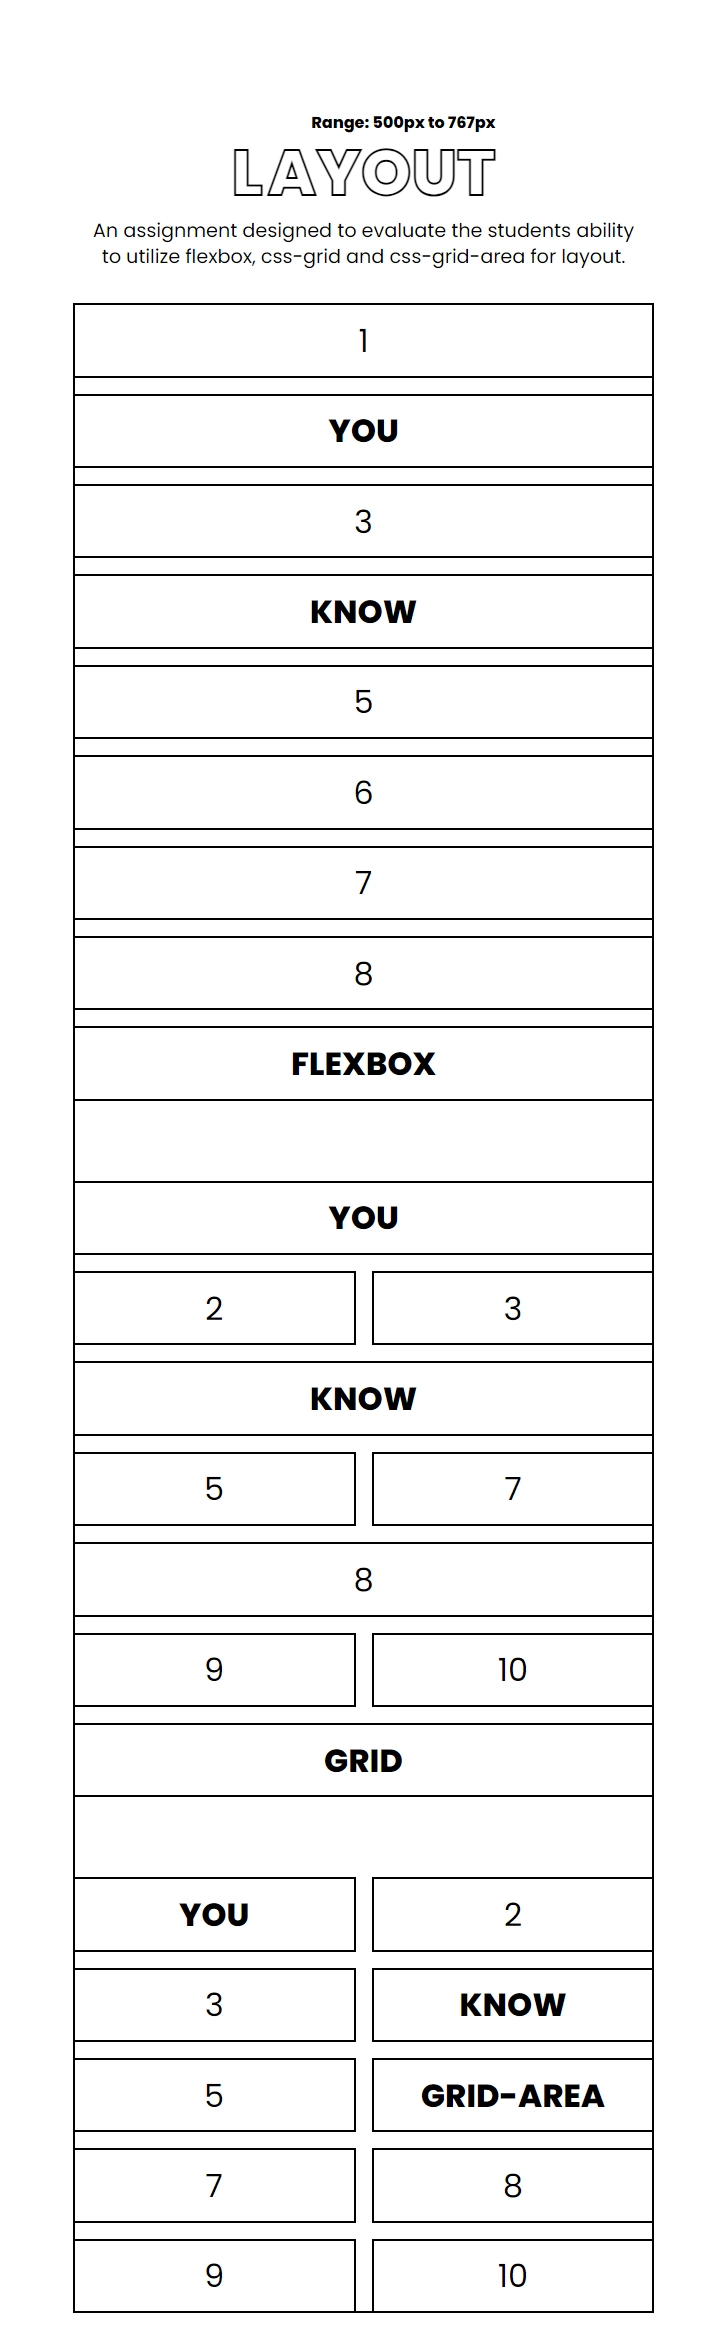 Range: 500px to 767px
LAYOUT
An assignment designed to evaluate the students ability
to utilize flexbox, css-grid and css-grid-area for layout.
1
YOU
3
KNOW
5
6
7
8
FLEXBOX
YOU
2 3
KNOW
5 7
8
9 10
GRID
YOU 2
3 KNOW
5 GRID-AREA
7 8
9 10